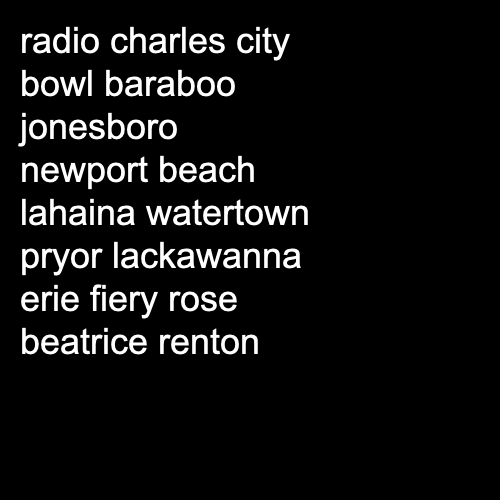 radio charles city
bowl baraboo
jonesboro
newport beach
lahaina watertown
pryor lackawanna
erie fiery rose
beatrice renton